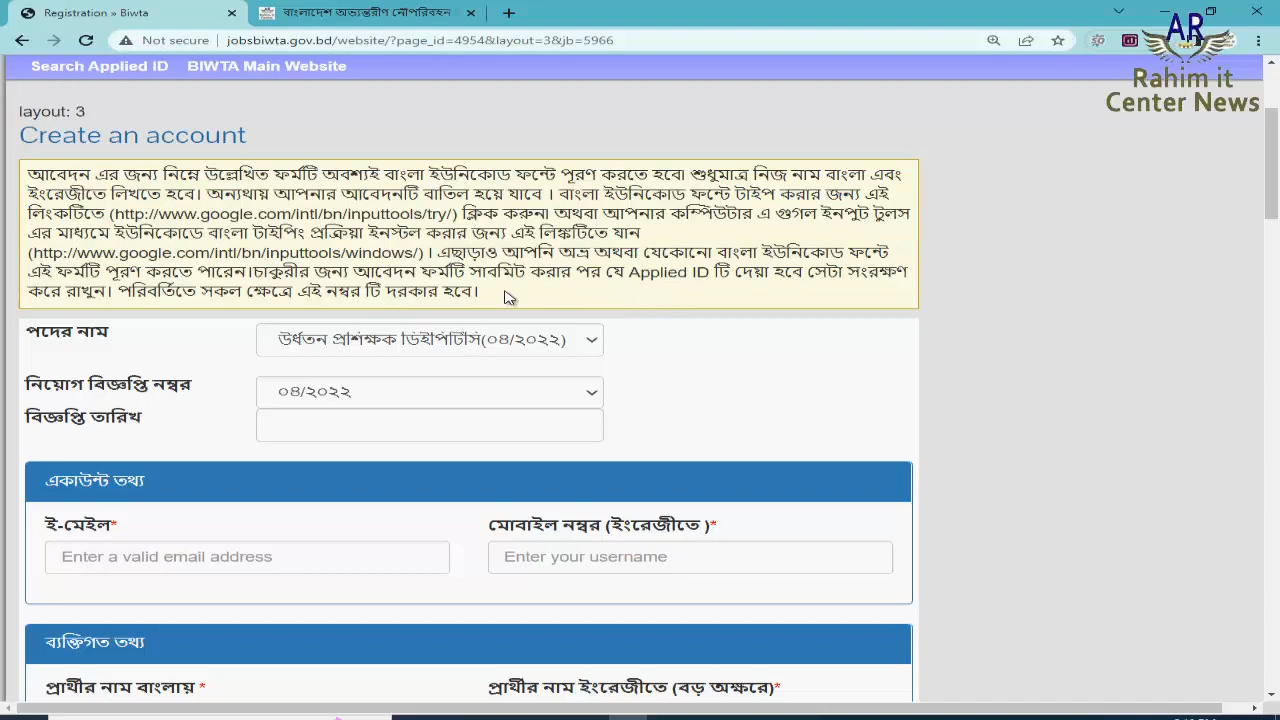 Registration » Biwta
বাংলাদেশ অভ্যন্তরীণ নৌপরিবহন
Not secure
jobsbiwta.gov.bd/website/?page_id=4954&layout=3&jb=5966
AR
Rahim it
Center News
Search Applied ID BIWTA Main Website
layout: 3
Create an account
আবেদন এর জন্য নিম্নে উল্লেখিত ফর্মটি অবশ্যই বাংলা ইউনিকোড ফন্টে পূরণ করতে হবে। শুধুমাত্র নিজ নাম বাংলা এবং
ইংরেজীতে লিখতে হবে। অন্যথায় আপনার আবেদনটি বাতিল হয়ে যাবে । বাংলা ইউনিকোড ফন্টে টাইপ করার জন্য এই
লিংকটিতে (http://www.google.com/intl/bn/inputtools/try/) ক্লিক করুন। অথবা আপনার কম্পিউটার এ গুগল ইনপুট টুলস
এর মাধ্যমে ইউনিকোডে বাংলা টাইপিং প্রক্রিয়া ইনস্টল করার জন্য এই লিঙ্কটিতে যান
(http://www.google.com/intl/bn/inputtools/windows/) । এছাড়াও আপনি অভ্র অথবা যেকোনো বাংলা ইউনিকোড ফন্টে
এই ফর্মটি পূরণ করতে পারেন।চাকুরীর জন্য আবেদন ফর্মটি সাবমিট করার পর যে Applied ID টি দেয়া হবে সেটা সংরক্ষণ
করে রাখুন। পরিবর্তিতে সকল ক্ষেত্রে এই নম্বর টি দরকার হবে।
পদের নাম
উর্ধতন প্রশিক্ষক ডিইপিটিসি(০৪/২০২২)
নিয়োগ বিজ্ঞপ্তি নম্বর
০৪/২০২২
বিজ্ঞপ্তি তারিখ
একাউন্ট তথ্য
ই-মেইল* মোবাইল নম্বর (ইংরেজীতে )*
Enter a valid email address Enter your username
ব্যক্তিগত তথ্য
প্রার্থীর নাম বাংলায় * প্রার্থীর নাম ইংরেজীতে (বড় অক্ষরে)*